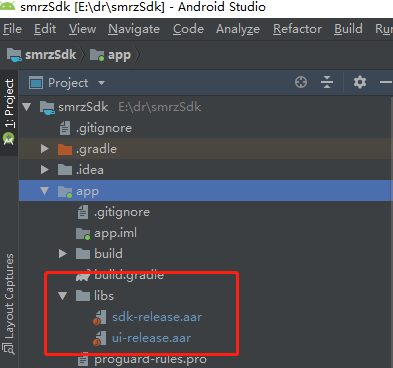 smrzSdk [E:\dr\smrzSdk] - Android Studio
File Edit View Navigate Code Analyze Refactor Build
smrzSdk app
Project
1: Project
smrzSdk E:\dr\smrzSdk
.gitignore
.gradle
.idea
app
.gitignore
app.iml
build
build.gradle
libs
sdk-release.aar
ui-release.aar
proguard-rules.pro
Layout Captures